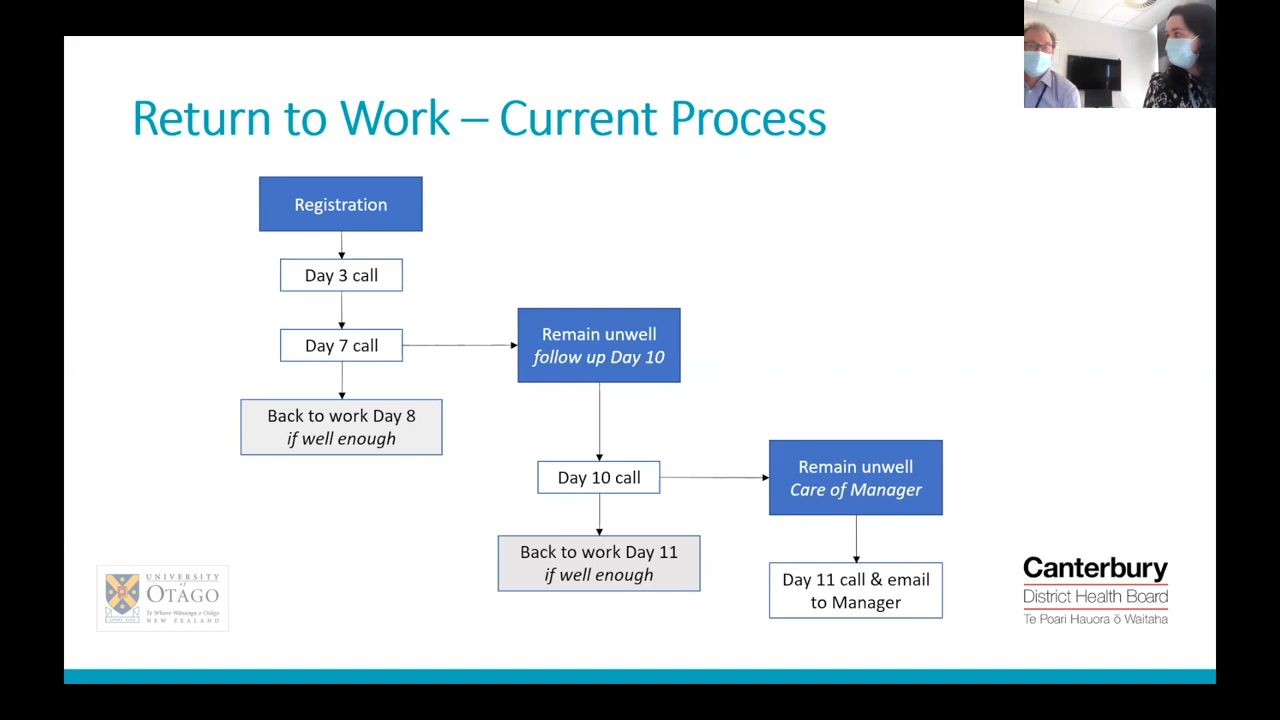 Return to Work – Current Process
Registration
Day 3 call
Day 7 call
Remain unwell
follow up Day 10
Back to work Day 8
if well enough
Day 10 call
Remain unwell
Care of Manager
Back to work Day 11
if well enough
Day 11 call & email
to Manager
UNIVERSITY
of
OTAGO
Te Whare Wānanga o Otāgo
NEW ZEALAND
Canterbury
District Health Board
Te Poari Hauora ō Waitaha